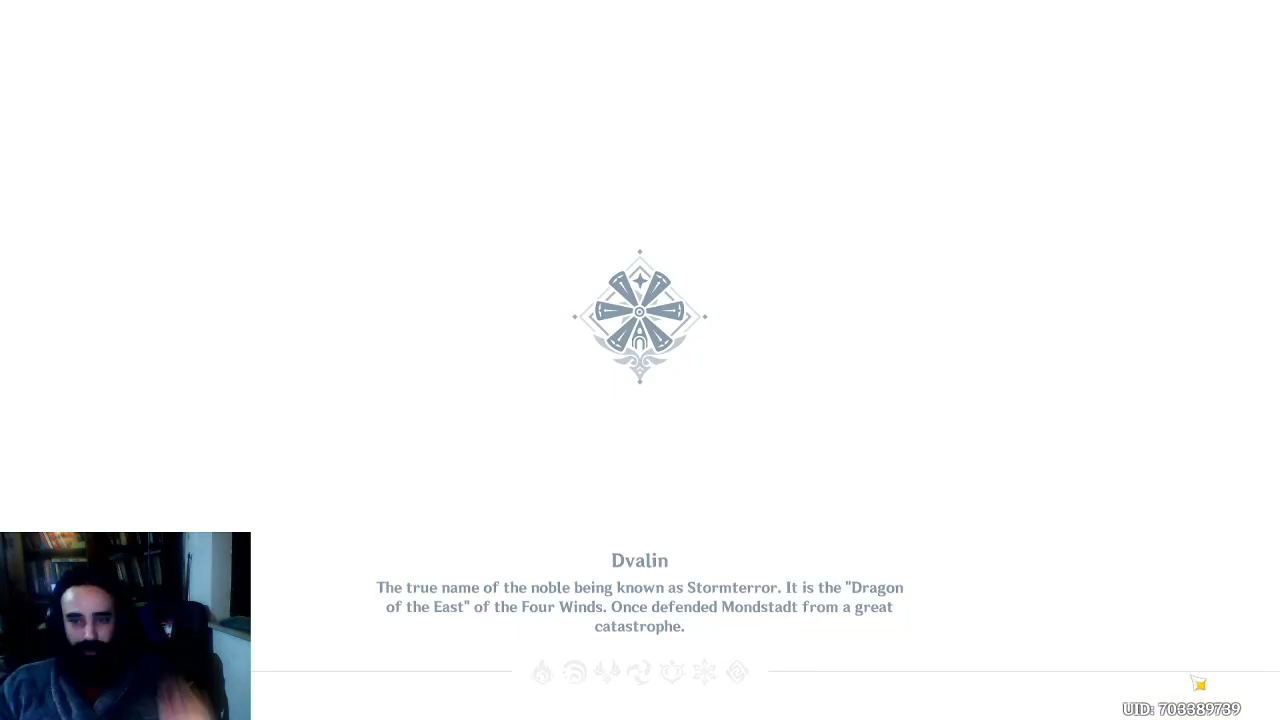 Dvalin
The true name of the noble being known as Stormterror. It is the "Dragon
of the East" of the Four Winds. Once defended Mondstadt from a great
catastrophe.
UID: 703389739